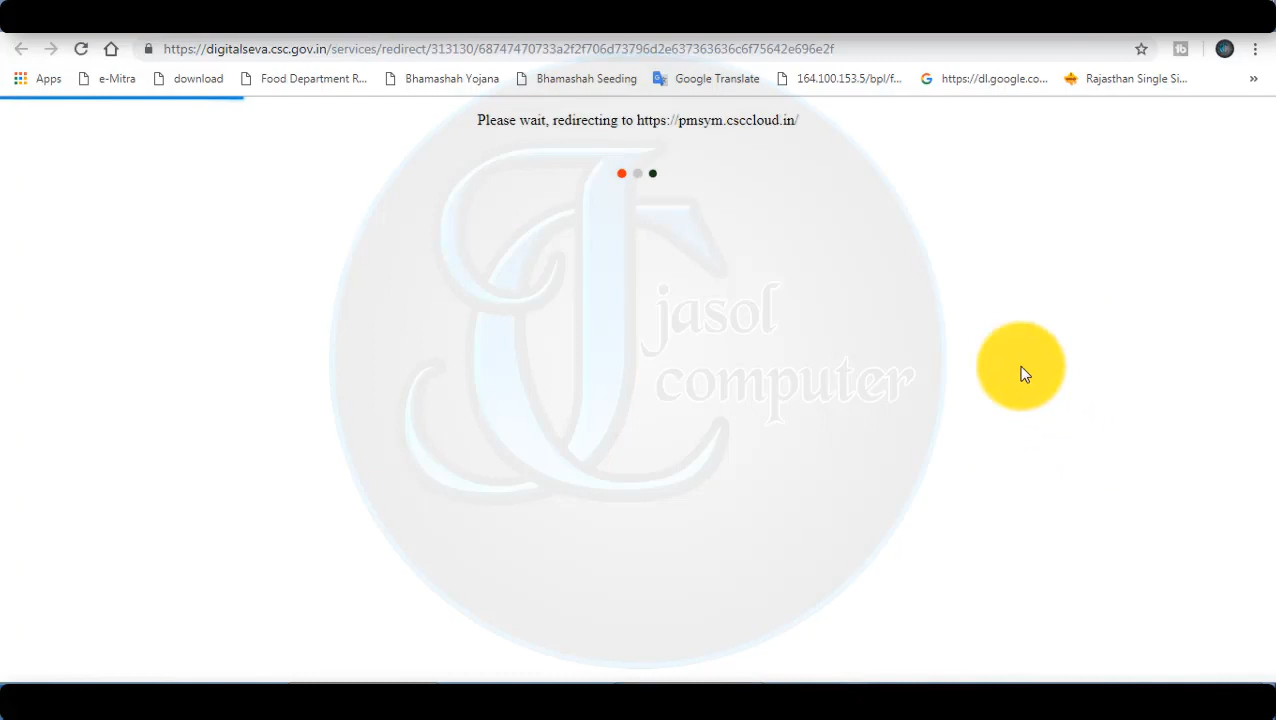 https://digitalseva.csc.gov.in/services/redirect/313130/68747470733a2f2f706d73796d2e637363636c6f75642e696e2f
Apps e-Mitra download Food Department R... Bhamashah Yojana Bhamashah Seeding Google Translate 164.100.153.5/bpl/f... https://dl.google.co... Rajasthan Single Si... »
Please wait, redirecting to https://pmsym.csccloud.in/
jasol
computer